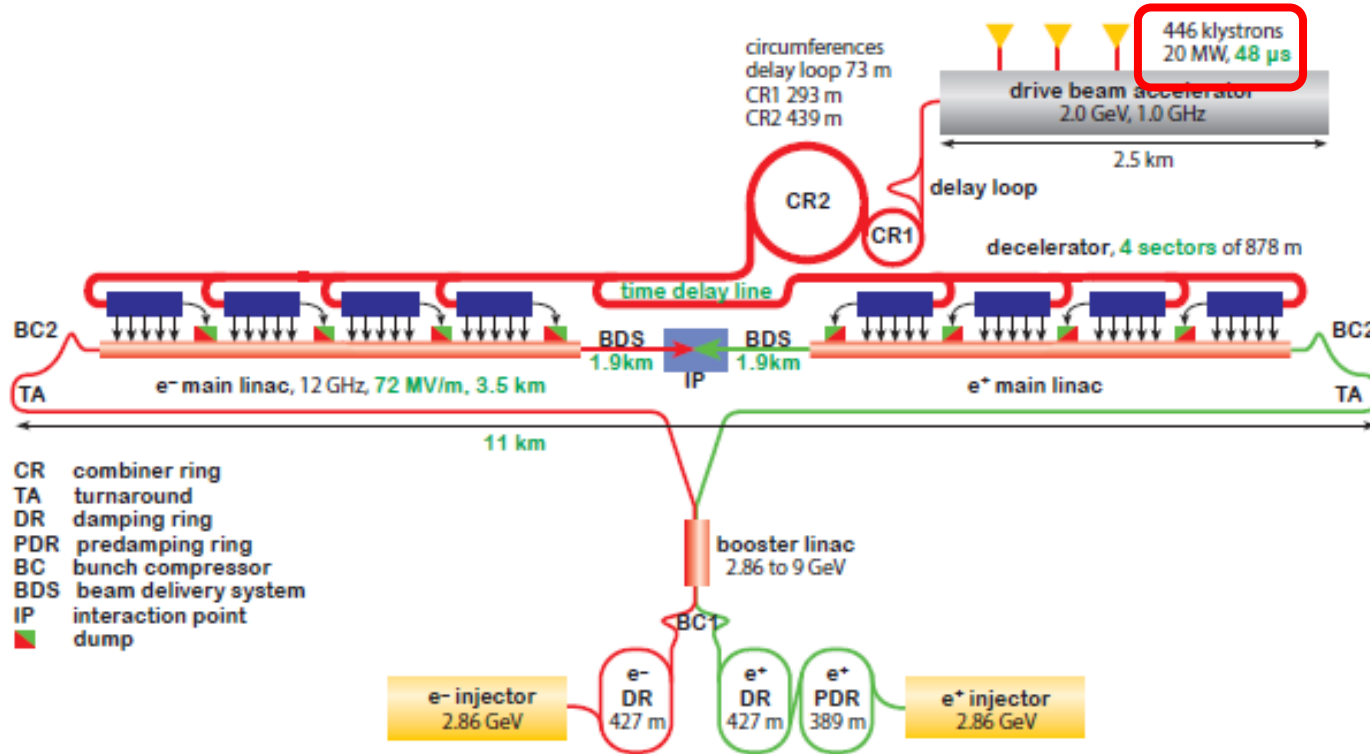 446 klystrons
20 MW, 48 µs
circumferences
delay loop 73 m
CR1 293 m
CR2 439 m
drive beam accelerator
2.0 GeV, 1.0 GHz
2.5 km
delay loop
CR2
CR1
decelerator, 4 sectors of 878 m
time delay line
BC2
BDS
1.9km
IP
BDS
1.9km
BC2
TA
e– main linac, 12 GHz, 72 MV/m, 3.5 km
e+ main linac
TA
11 km
CR combiner ring
TA turnaround
DR damping ring
PDR predamping ring
BC bunch compressor
BDS beam delivery system
IP interaction point
dump
booster linac
2.86 to 9 GeV
BC1
e– injector
2.86 GeV
e–
DR
427 m
e+
DR
427 m
e+
PDR
389 m
e+ injector
2.86 GeV